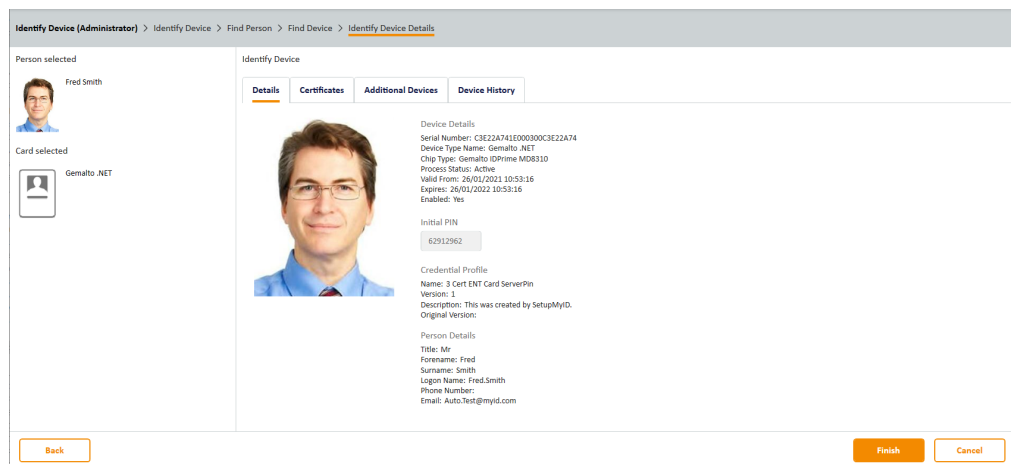 Identify Device (Administrator) > Identify Device > Find Person > Find Device > Identify Device Details
Person selected
Fred Smith
Card selected
Gemalto .NET
Identify Device
Details Certificates Additional Devices Device History
Device Details
Serial Number: C3E22A741E000300C3E22A74
Device Type Name: Gemalto .NET
Chip Type: Gemalto IDPrime MD8310
Process Status: Active
Valid From: 26/01/2021 10:53:16
Expires: 26/01/2022 10:53:16
Enabled: Yes
Initial PIN
62912962
Credential Profile
Name: 3 Cert ENT Card ServerPin
Version: 1
Description: This was created by SetupMyID.
Original Version:
Person Details
Title: Mr
Forename: Fred
Surname: Smith
Logon Name: Fred.Smith
Phone Number:
Email: Auto.Test@myid.com
Back Finish Cancel